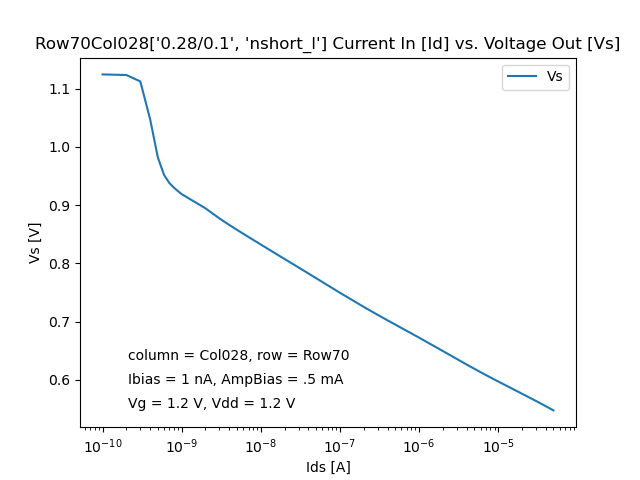 Row70Col028['0.28/0.1', 'nshort_l'] Current In [Id] vs. Voltage Out [Vs]
Vs
1.1
1.0
0.9
0.8
0.7
0.6
Vs [V]
column = Col028, row = Row70
Ibias = 1 nA, AmpBias = .5 mA
Vg = 1.2 V, Vdd = 1.2 V
10⁻¹⁰ 10⁻⁹ 10⁻⁸ 10⁻⁷ 10⁻⁶ 10⁻⁵
Ids [A]